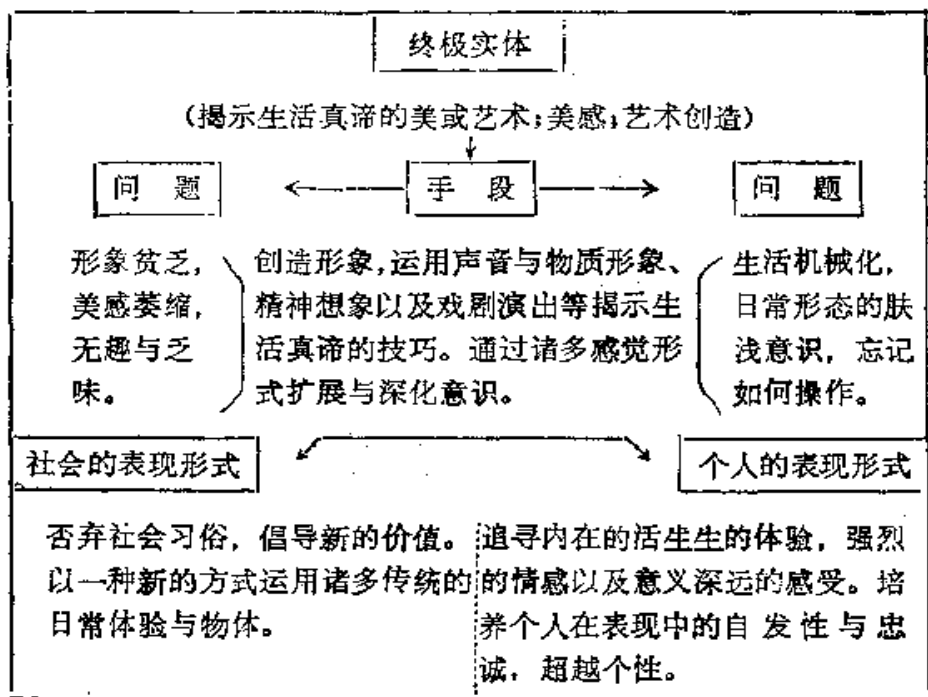 终极实体
(揭示生活真谛的美或艺术;美感;艺术创造)
问 题
手 段
问 题
形象贫乏,
美感萎缩,
无趣与乏
味。
创造形象,运用声音与物质形象、
精神想象以及戏剧演出等揭示生
活真谛的技巧。通过诸多感觉形
式扩展与深化意识。
生活机械化,
日常形态的肤
浅意识,忘记
如何操作。
社会的表现形式
个人的表现形式
否弃社会习俗,倡导新的价值。
以一种新的方式运用诸多传统的
日常体验与物体。
追寻内在的活生生的体验,强烈
的情感以及意义深远的感受。培
养个人在表现中的自发性与忠
诚,超越个性。